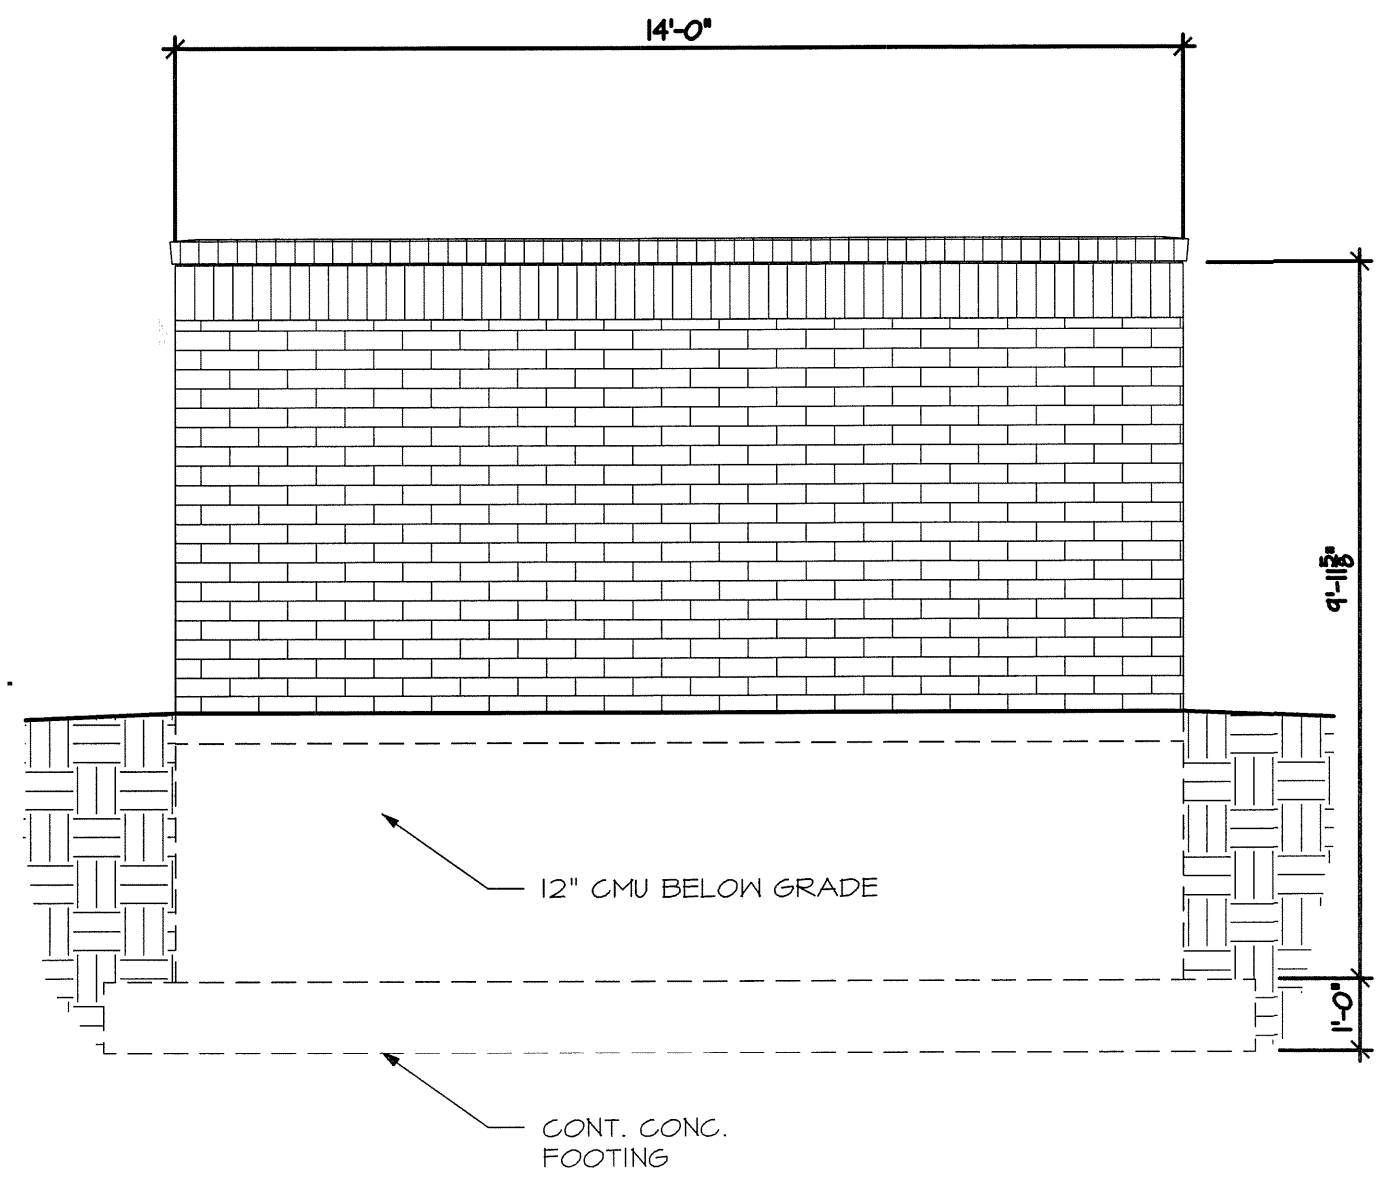 14'-0"
9'-11 5/8"
12" CMU BELOW GRADE
1'-0"
CONT. CONC.
FOOTING